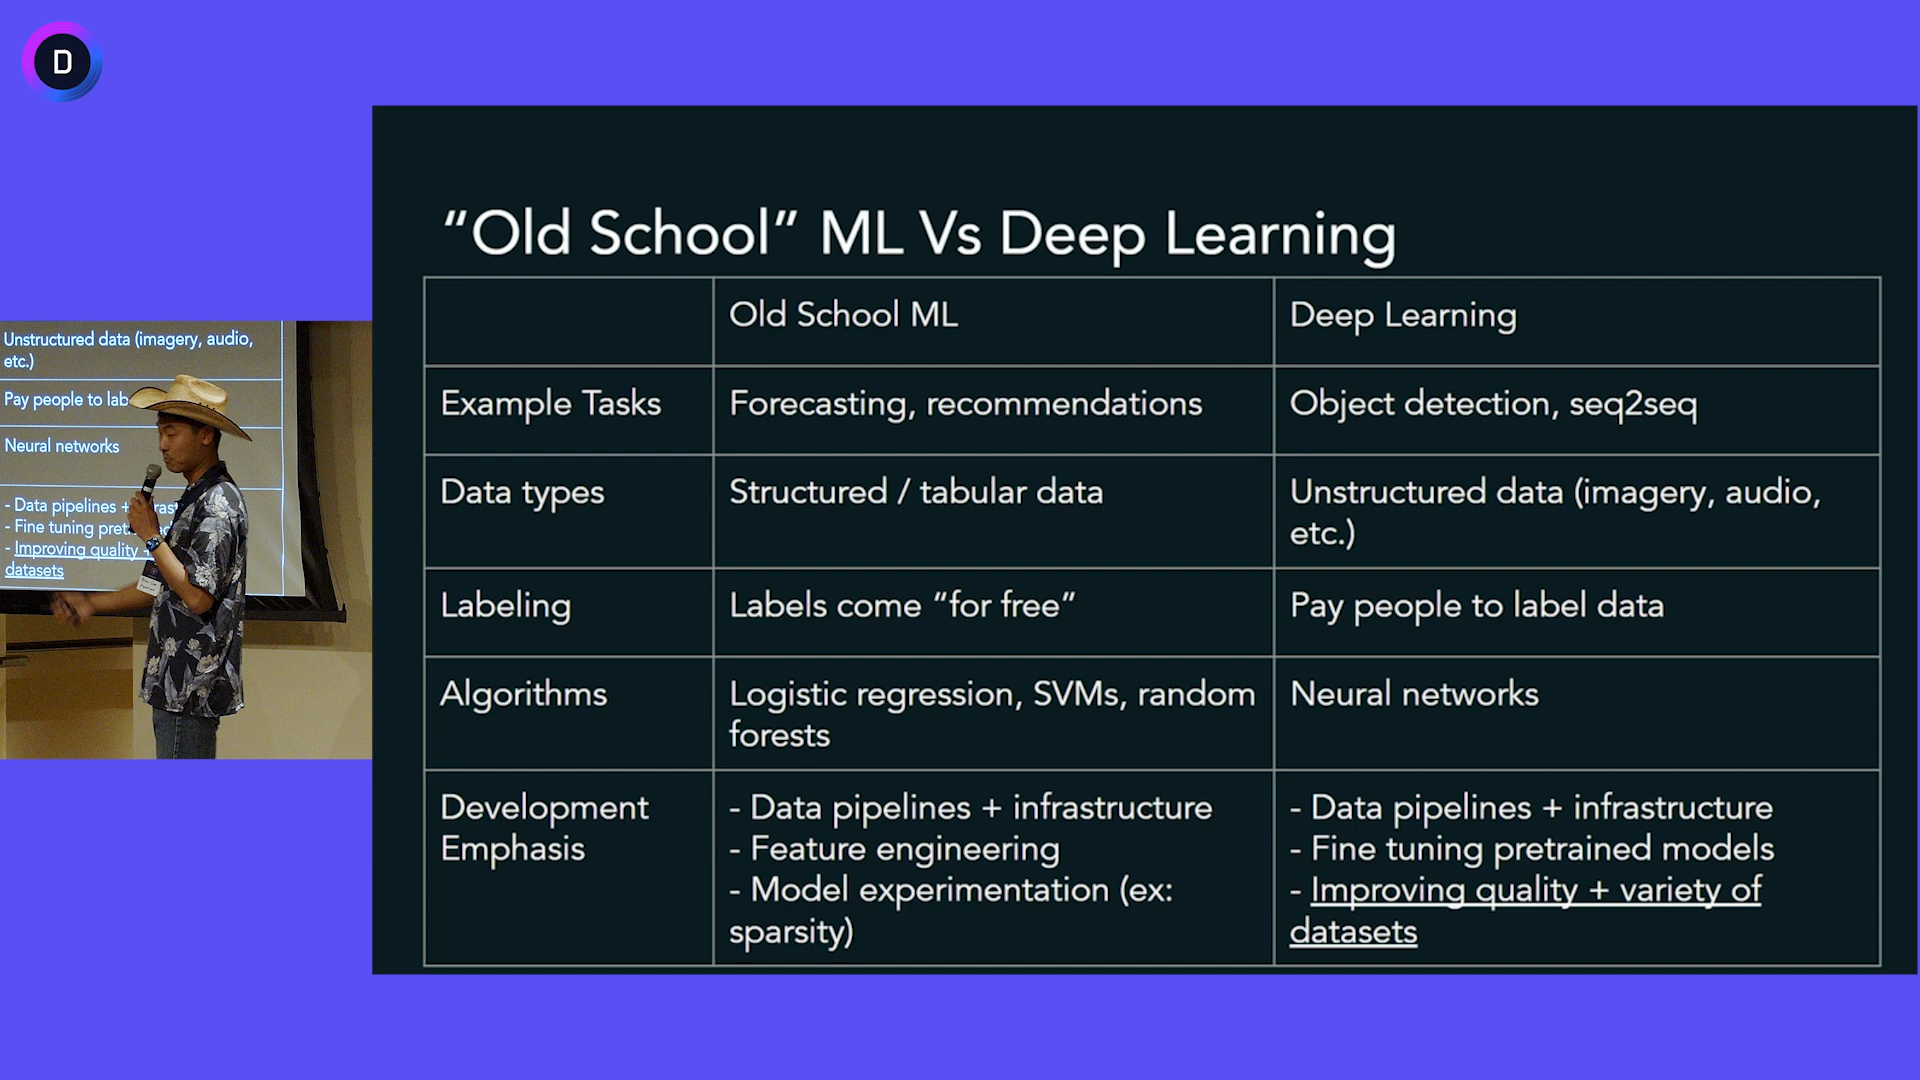 D
“Old School” ML Vs Deep Learning
Old School ML
Deep Learning
Example Tasks
Forecasting, recommendations
Object detection, seq2seq
Data types
Structured / tabular data
Unstructured data (imagery, audio,
etc.)
Labeling
Labels come “for free”
Pay people to label data
Algorithms
Logistic regression, SVMs, random
forests
Neural networks
Development
Emphasis
- Data pipelines + infrastructure
- Feature engineering
- Model experimentation (ex:
sparsity)
- Data pipelines + infrastructure
- Fine tuning pretrained models
- Improving quality + variety of
datasets
Unstructured data (imagery, audio,
etc.)
Pay people to lab
Neural networks
- Data pipelines +
- Fine tuning
- Improving quality
datasets